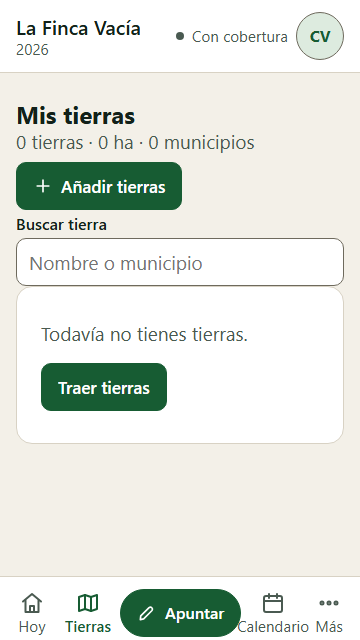 La Finca Vacía
2026
Con cobertura
CV
Mis tierras
0 tierras · 0 ha · 0 municipios
Añadir tierras
Buscar tierra
Nombre o municipio
Todavía no tienes tierras.
Traer tierras
Hoy
Tierras
Apuntar
Calendario
Más